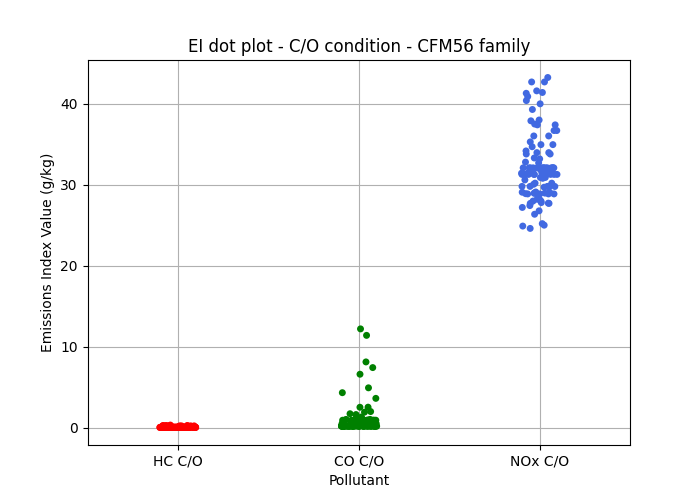 EI dot plot - C/O condition - CFM56 family
Emissions Index Value (g/kg)
40
30
20
10
0
HC C/O
CO C/O
NOx C/O
Pollutant